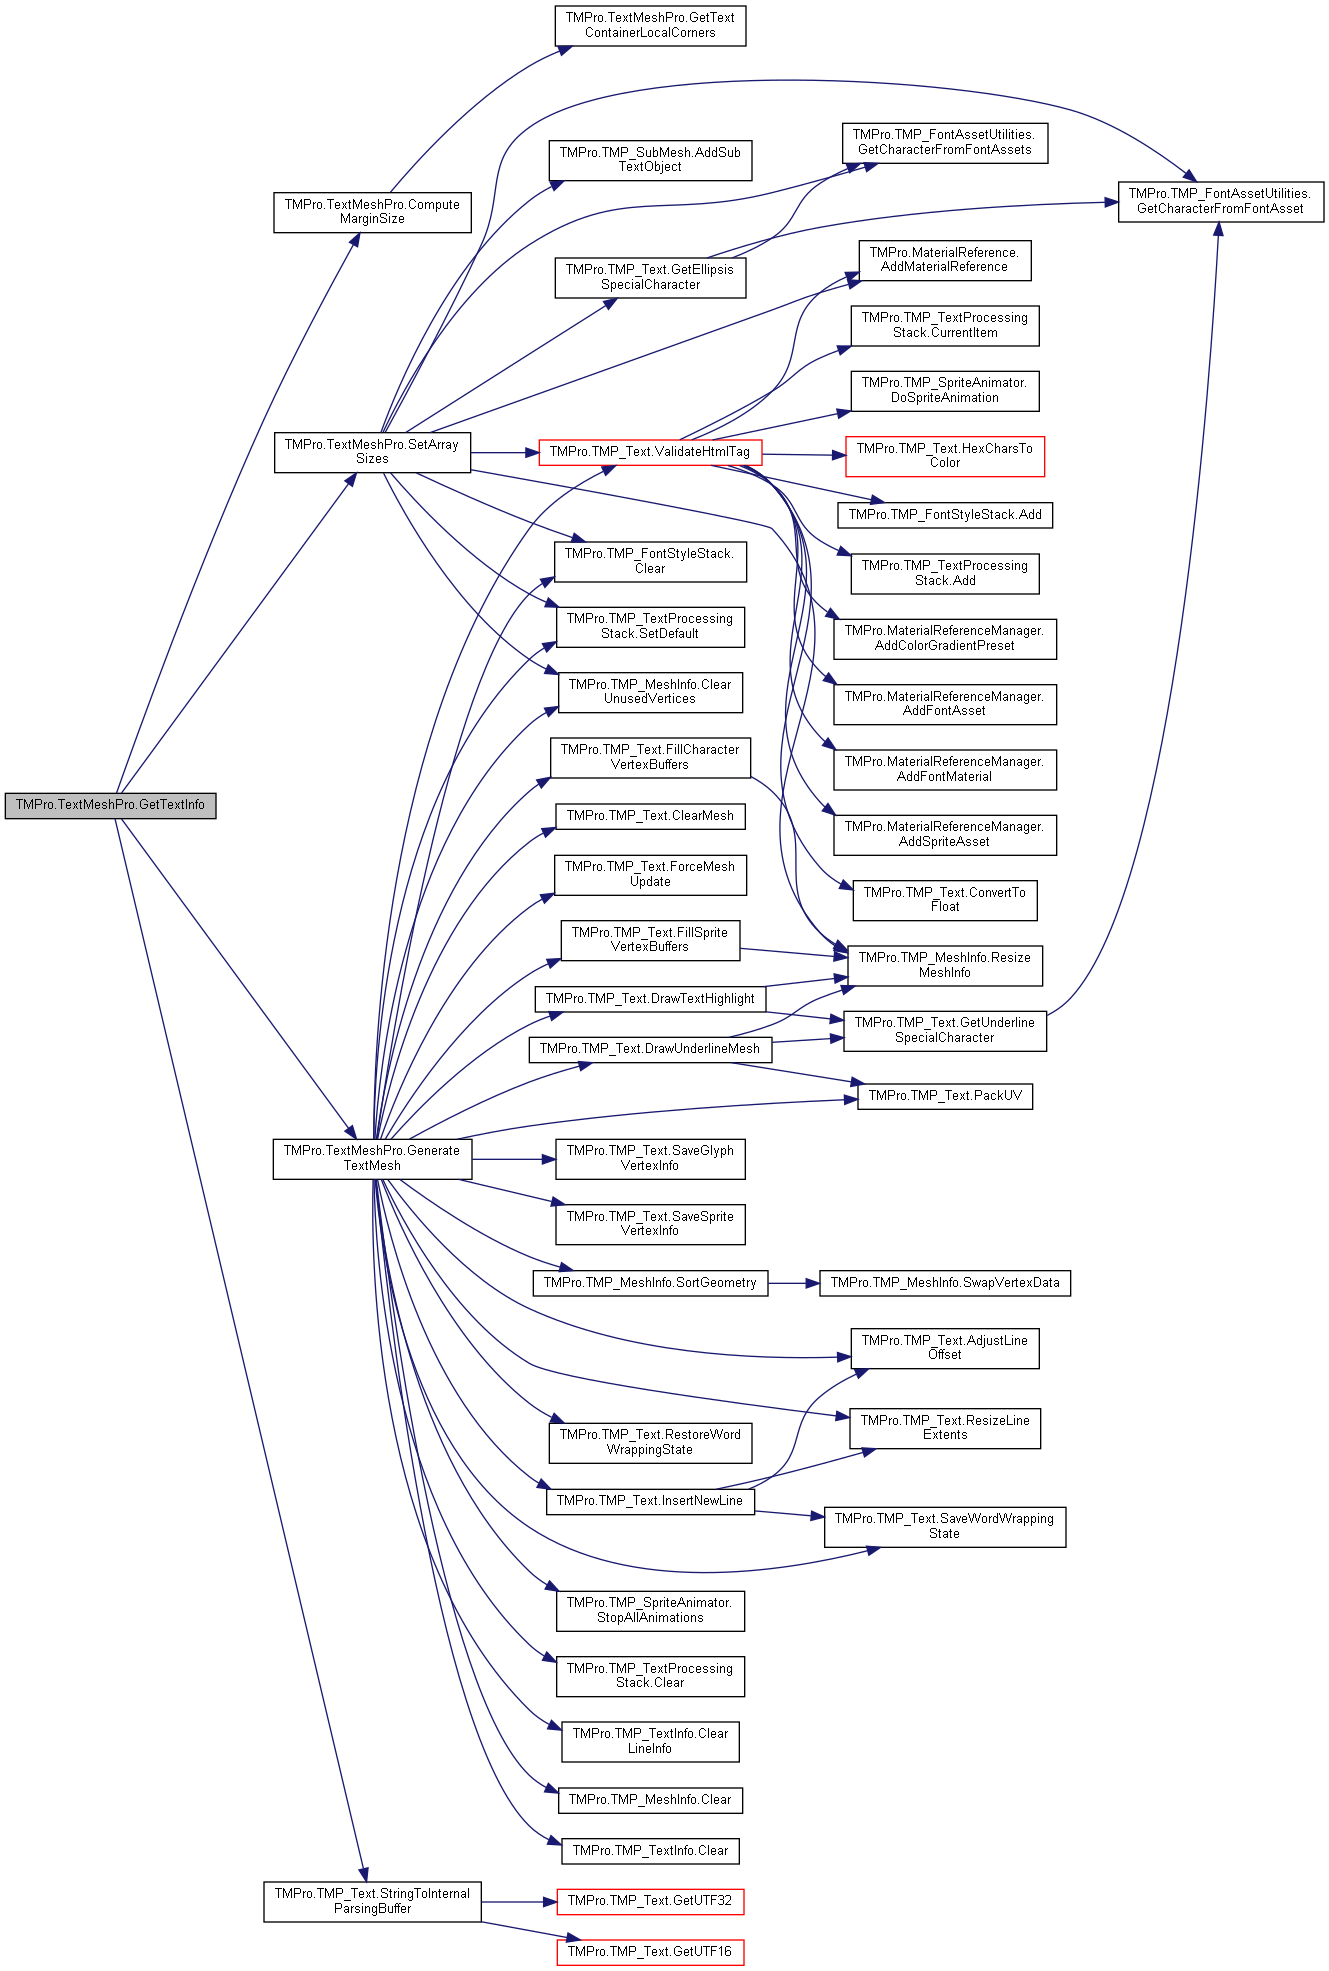 TMPro.TextMeshPro.GetText
ContainerLocalCorners
TMPro.TMP_FontAssetUtilities.
GetCharacterFromFontAssets
TMPro.TMP_SubMesh.AddSub
TextObject
TMPro.TMP_FontAssetUtilities.
GetCharacterFromFontAsset
TMPro.TextMeshPro.Compute
MarginSize
TMPro.MaterialReference.
AddMaterialReference
TMPro.TMP_Text.GetEllipsis
SpecialCharacter
TMPro.TMP_TextProcessing
Stack.CurrentItem
TMPro.TMP_SpriteAnimator.
DoSpriteAnimation
TMPro.TextMeshPro.SetArray
Sizes
TMPro.TMP_Text.ValidateHtmlTag
TMPro.TMP_Text.HexCharsTo
Color
TMPro.TMP_FontStyleStack.Add
TMPro.TMP_FontStyleStack.
Clear
TMPro.TMP_TextProcessing
Stack.Add
TMPro.TMP_TextProcessing
Stack.SetDefault
TMPro.MaterialReferenceManager.
AddColorGradientPreset
TMPro.TMP_MeshInfo.Clear
UnusedVertices
TMPro.MaterialReferenceManager.
AddFontAsset
TMPro.TMP_Text.FillCharacter
VertexBuffers
TMPro.MaterialReferenceManager.
AddFontMaterial
TMPro.TextMeshPro.GetTextInfo
TMPro.TMP_Text.ClearMesh
TMPro.MaterialReferenceManager.
AddSpriteAsset
TMPro.TMP_Text.ForceMesh
Update
TMPro.TMP_Text.ConvertTo
Float
TMPro.TMP_Text.FillSprite
VertexBuffers
TMPro.TMP_MeshInfo.Resize
MeshInfo
TMPro.TMP_Text.DrawTextHighlight
TMPro.TMP_Text.GetUnderline
SpecialCharacter
TMPro.TMP_Text.DrawUnderlineMesh
TMPro.TMP_Text.PackUV
TMPro.TextMeshPro.Generate
TextMesh
TMPro.TMP_Text.SaveGlyph
VertexInfo
TMPro.TMP_Text.SaveSprite
VertexInfo
TMPro.TMP_MeshInfo.SortGeometry
TMPro.TMP_MeshInfo.SwapVertexData
TMPro.TMP_Text.AdjustLine
Offset
TMPro.TMP_Text.ResizeLine
Extents
TMPro.TMP_Text.RestoreWord
WrappingState
TMPro.TMP_Text.InsertNewLine
TMPro.TMP_Text.SaveWordWrapping
State
TMPro.TMP_SpriteAnimator.
StopAllAnimations
TMPro.TMP_TextProcessing
Stack.Clear
TMPro.TMP_TextInfo.Clear
LineInfo
TMPro.TMP_MeshInfo.Clear
TMPro.TMP_TextInfo.Clear
TMPro.TMP_Text.StringToInternal
ParsingBuffer
TMPro.TMP_Text.GetUTF32
TMPro.TMP_Text.GetUTF16